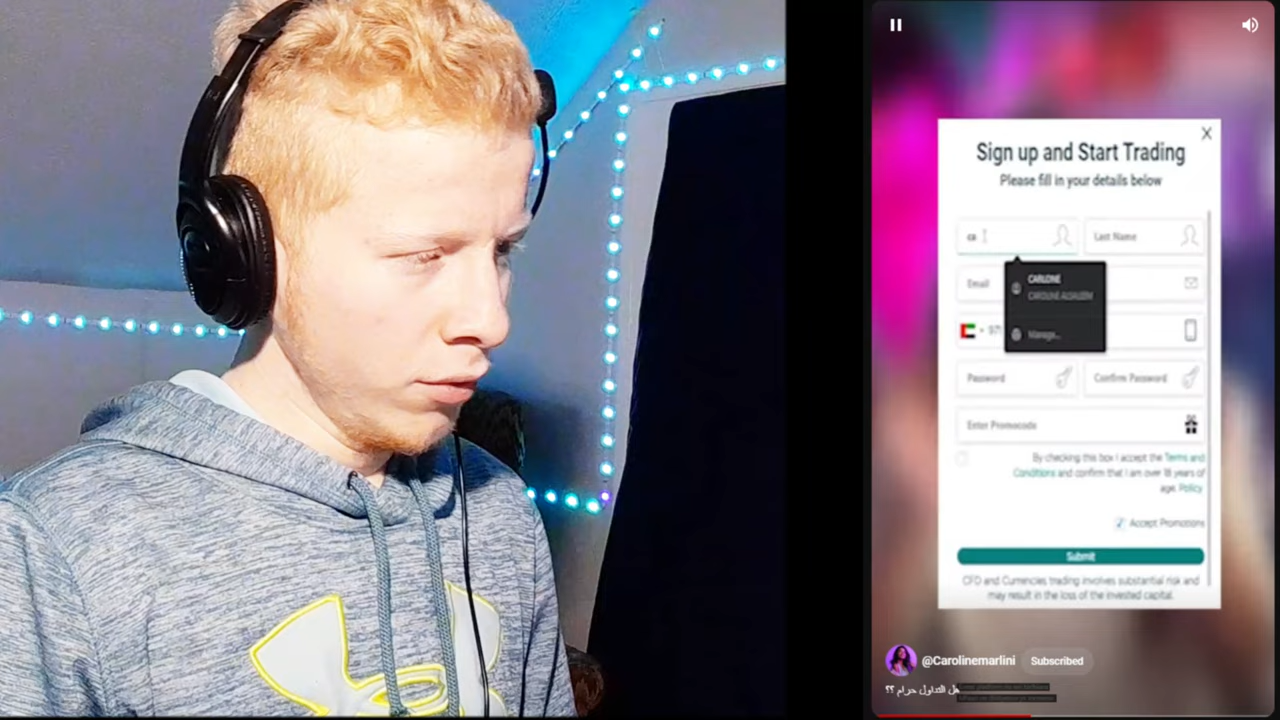 Sign up and Start Trading
Please fill in your details below
ca
Last Name
CARLOINE
Email
CAROLINE ALSALEEM
Manage...
Password
Confirm Password
Enter Promocode
By checking this box I accept the Terms and
Conditions and confirm that I am over 18 years of
age. Policy
Accept Promotions
Submit
CFD and Currencies trading involves substantial risk and
may result in the loss of the invested capital.
@Carolinemarlini
Subscribed
هل التداول حرام ؟؟